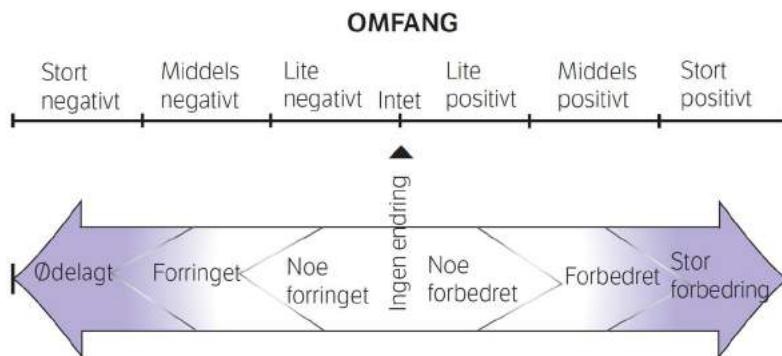 OMFANG
Stort negativt
Middels negativt
Lite negativt
Intet
Lite positivt
Middels positivt
Stort positivt
Ødelagt
Forringet
Noe forringet
Ingen endring
Noe forbedret
Forbedret
Stor forbedring